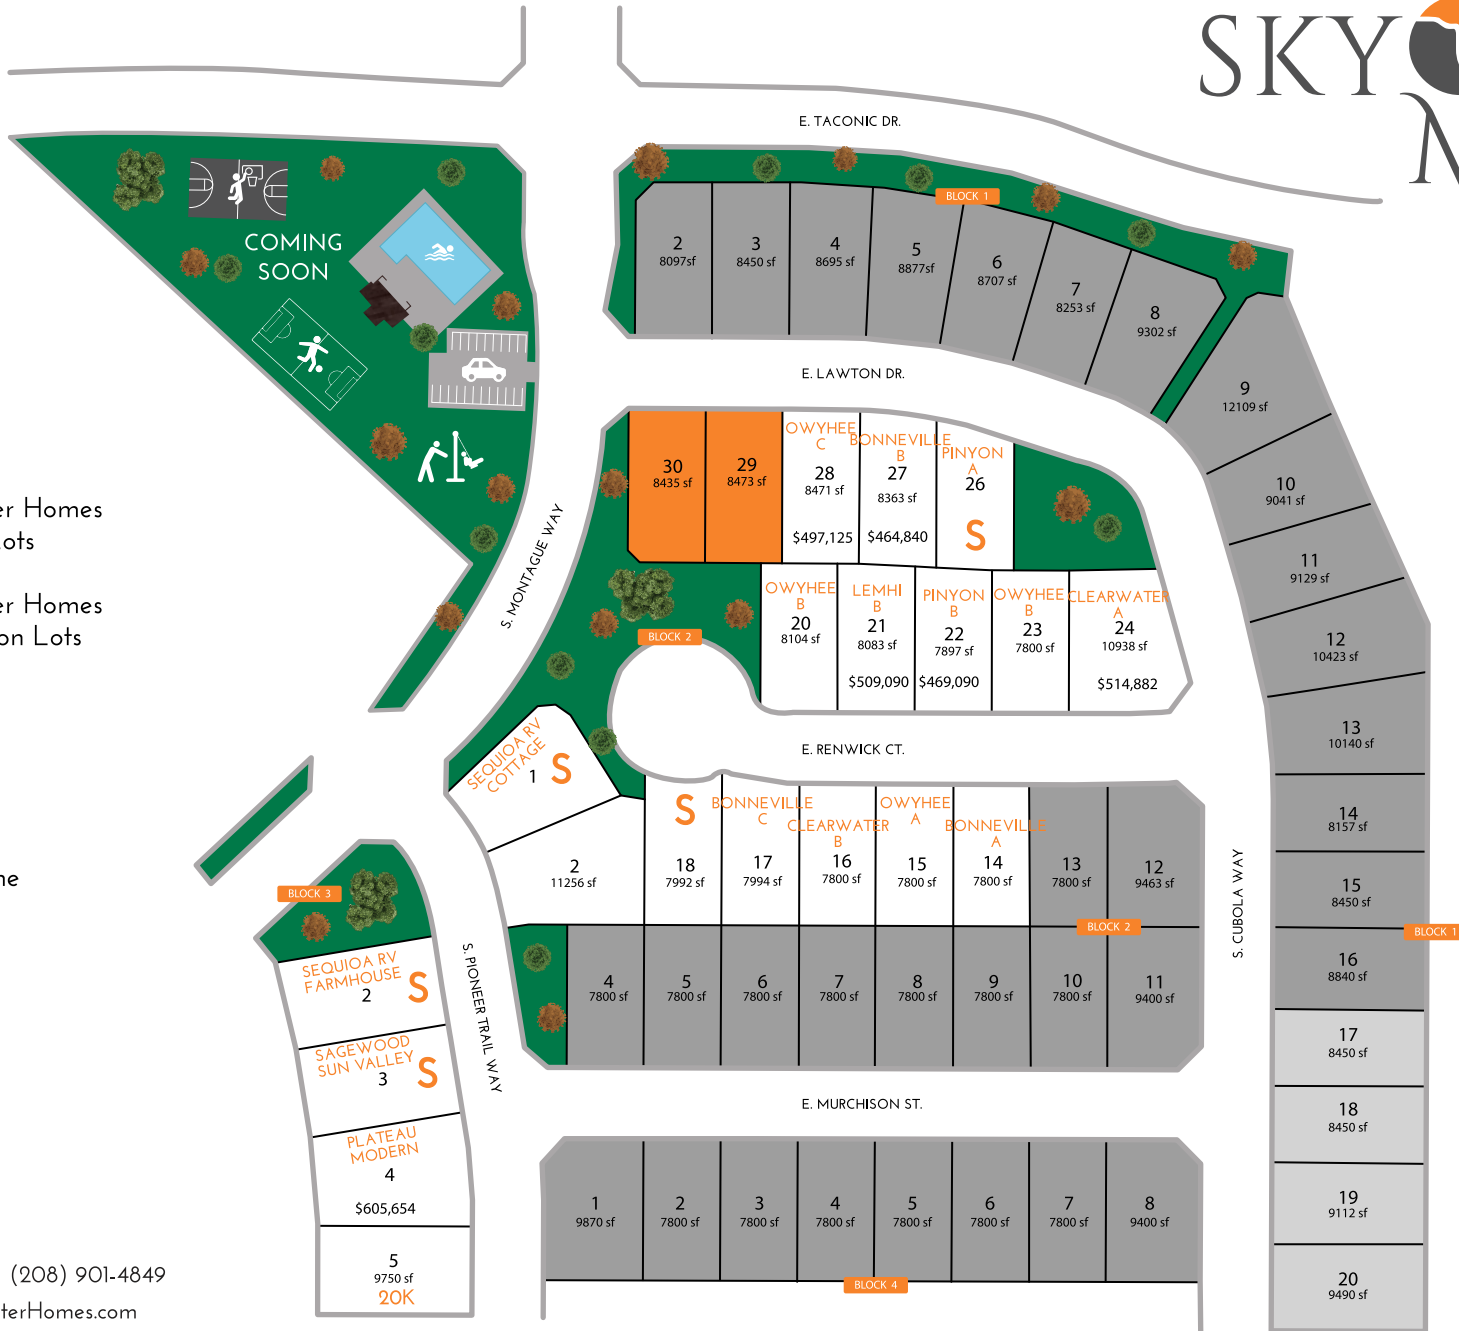 SKY
E. TACONIC DR.
BLOCK 1
COMING
SOON
2
8097sf
3
8450 sf
4
8695 sf
5
8877sf
6
8707 sf
7
8253 sf
8
9302 sf
9
12109 sf
10
9041 sf
11
9129 sf
12
10423 sf
13
10140 sf
14
8157 sf
15
8450 sf
BLOCK 1
16
8840 sf
17
8450 sf
18
8450 sf
19
9112 sf
20
9490 sf
E. LAWTON DR.
30
8435 sf
29
8473 sf
OWYHEE
C
28
8471 sf
$497,125
BONNEVILLE
B
27
8363 sf
$464,840
PINYON
A
26
S
er Homes
ots
er Homes
on Lots
S. MONTAGUE WAY
BLOCK 2
OWYHEE
B
20
8104 sf
LEMHI
B
21
8083 sf
$509,090
PINYON
B
22
7897 sf
$469,090
OWYHEE
B
23
7800 sf
CLEARWATER
A
24
10938 sf
$514,882
E. RENWICK CT.
SEQUIOA RV
COTTAGE
1
S
2
11256 sf
S
18
7992 sf
BONNEVILLE
C
17
7994 sf
CLEARWATER
B
16
7800 sf
OWYHEE
A
15
7800 sf
BONNEVILLE
A
14
7800 sf
13
7800 sf
12
9463 sf
BLOCK 2
S. CUBOLA WAY
ne
BLOCK 3
S. PIONEER TRAIL WAY
SEQUIOA RV
FARMHOUSE
2
S
SAGEWOOD
SUN VALLEY
3
S
PLATEAU
MODERN
4
$605,654
5
9750 sf
20K
4
7800 sf
5
7800 sf
6
7800 sf
7
7800 sf
8
7800 sf
9
7800 sf
10
7800 sf
11
9400 sf
E. MURCHISON ST.
1
9870 sf
2
7800 sf
3
7800 sf
4
7800 sf
5
7800 sf
6
7800 sf
7
7800 sf
8
9400 sf
BLOCK 4
(208) 901-4849
terHomes.com